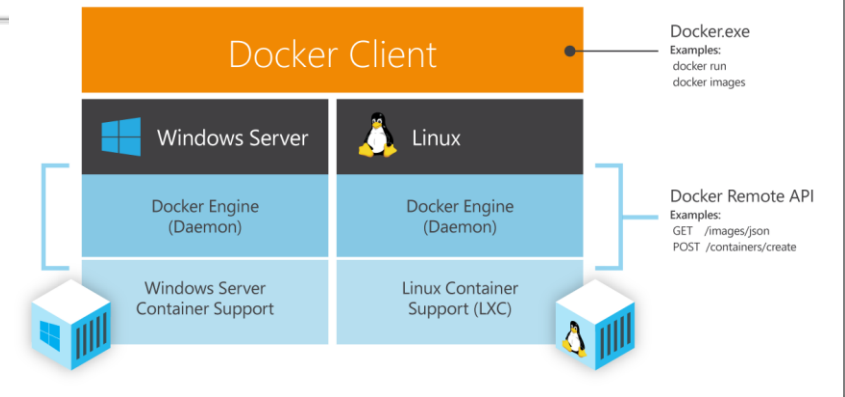 Docker Client
Docker.exe
Examples:
docker run
docker images
Windows Server
Linux
Docker Engine
(Daemon)
Docker Engine
(Daemon)
Docker Remote API
Examples:
GET /images/json
POST /containers/create
Windows Server
Container Support
Linux Container
Support (LXC)